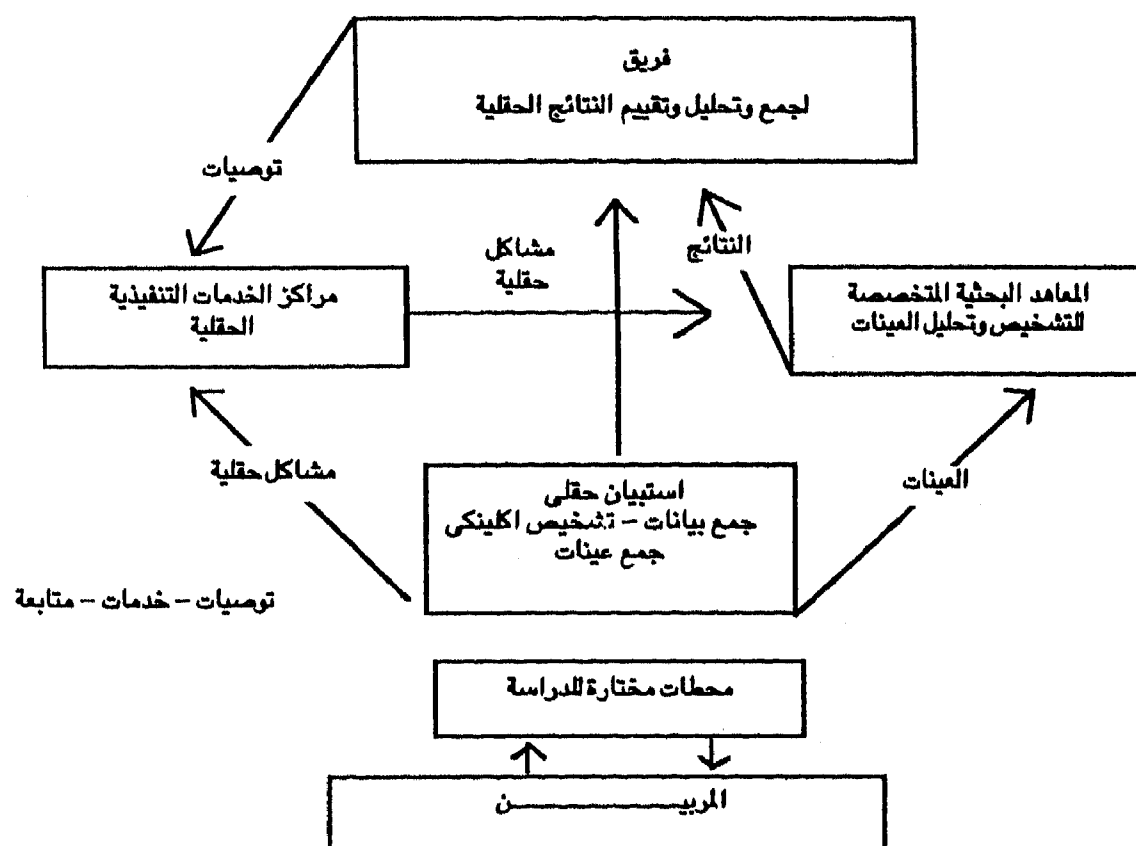 فريق
لجمع وتحليل وتقييم النتائج الحقلية
توصيات
مشاكل
حقلية
النتائج
المعاهد البحثية المتخصصة
للتشخيص وتحليل العينات
مراكز الخدمات التنفيذية
الحقلية
العينات
استبيان حقلى
جمع بيانات – تشخيص اكلينكى
جمع عينات
مشاكل حقلية
توصيات – خدمات – متابعة
محطات مختارة للدراسة
المربيــــــــــــن